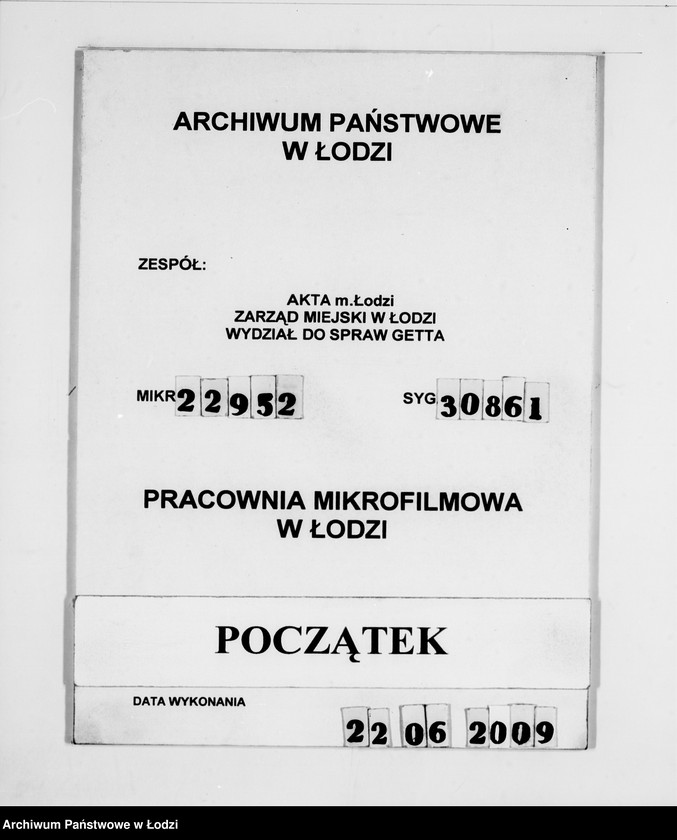 ARCHIWUM PAŃSTWOWE
W ŁODZI
ZESPÓŁ:
AKTA m.Łodzi
ZARZĄD MIEJSKI W ŁODZI
WYDZIAŁ DO SPRAW GETTA
MIKR 22952 SYG 30861
PRACOWNIA MIKROFILMOWA
W ŁODZI
POCZĄTEK
DATA WYKONANIA
22 06 2009
Archiwum Państwowe w Łodzi